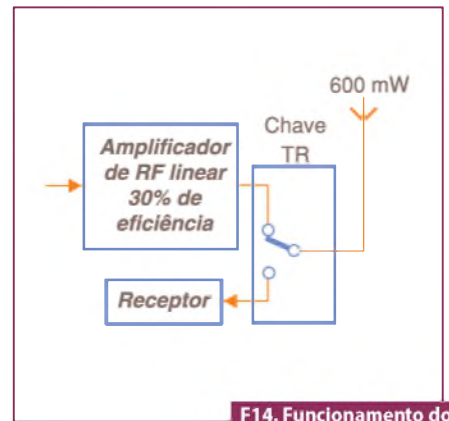 600 mW
Chave
TR
Amplificador
de RF linear
30% de
eficiência
Receptor
F14. Funcionamento do